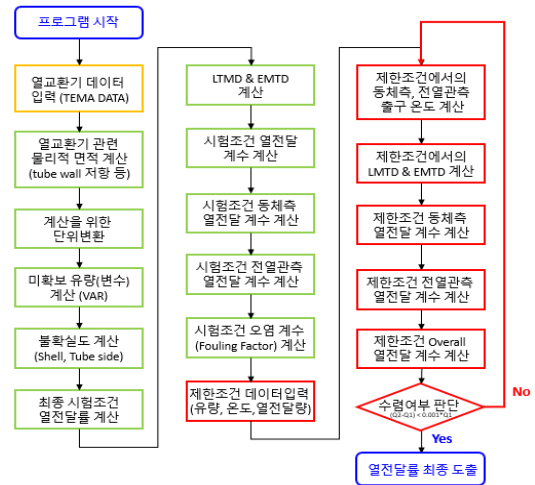 프로그램 시작
열교환기 데이터
입력 (TEMA DATA)
열교환기 관련
물리적 면적 계산
(tube wall 저항 등)
계산을 위한
단위변환
미확보 유량(변수)
계산 (VAR)
불확실도 계산
(Shell, Tube side)
최종 시험조건
열전달률 계산
LTMD & EMTD
계산
시험조건 열전달
계수 계산
시험조건 동체측
열전달 계수 계산
시험조건 전열관측
열전달 계수 계산
시험조건 오염 계수
(Fouling Factor) 계산
제한조건 데이터입력
(유량, 온도,열전달량)
제한조건에서의
동체측, 전열관측
출구 온도 계산
제한조건에서의
LMTD & EMTD 계산
제한조건 동체측
열전달 계수 계산
제한조건 전열관측
열전달 계수 계산
제한조건 Overall
열전달 계수 계산
수렴여부 판단
(Q2-Q1) < 0.001*Q1
No
Yes
열전달률 최종 도출